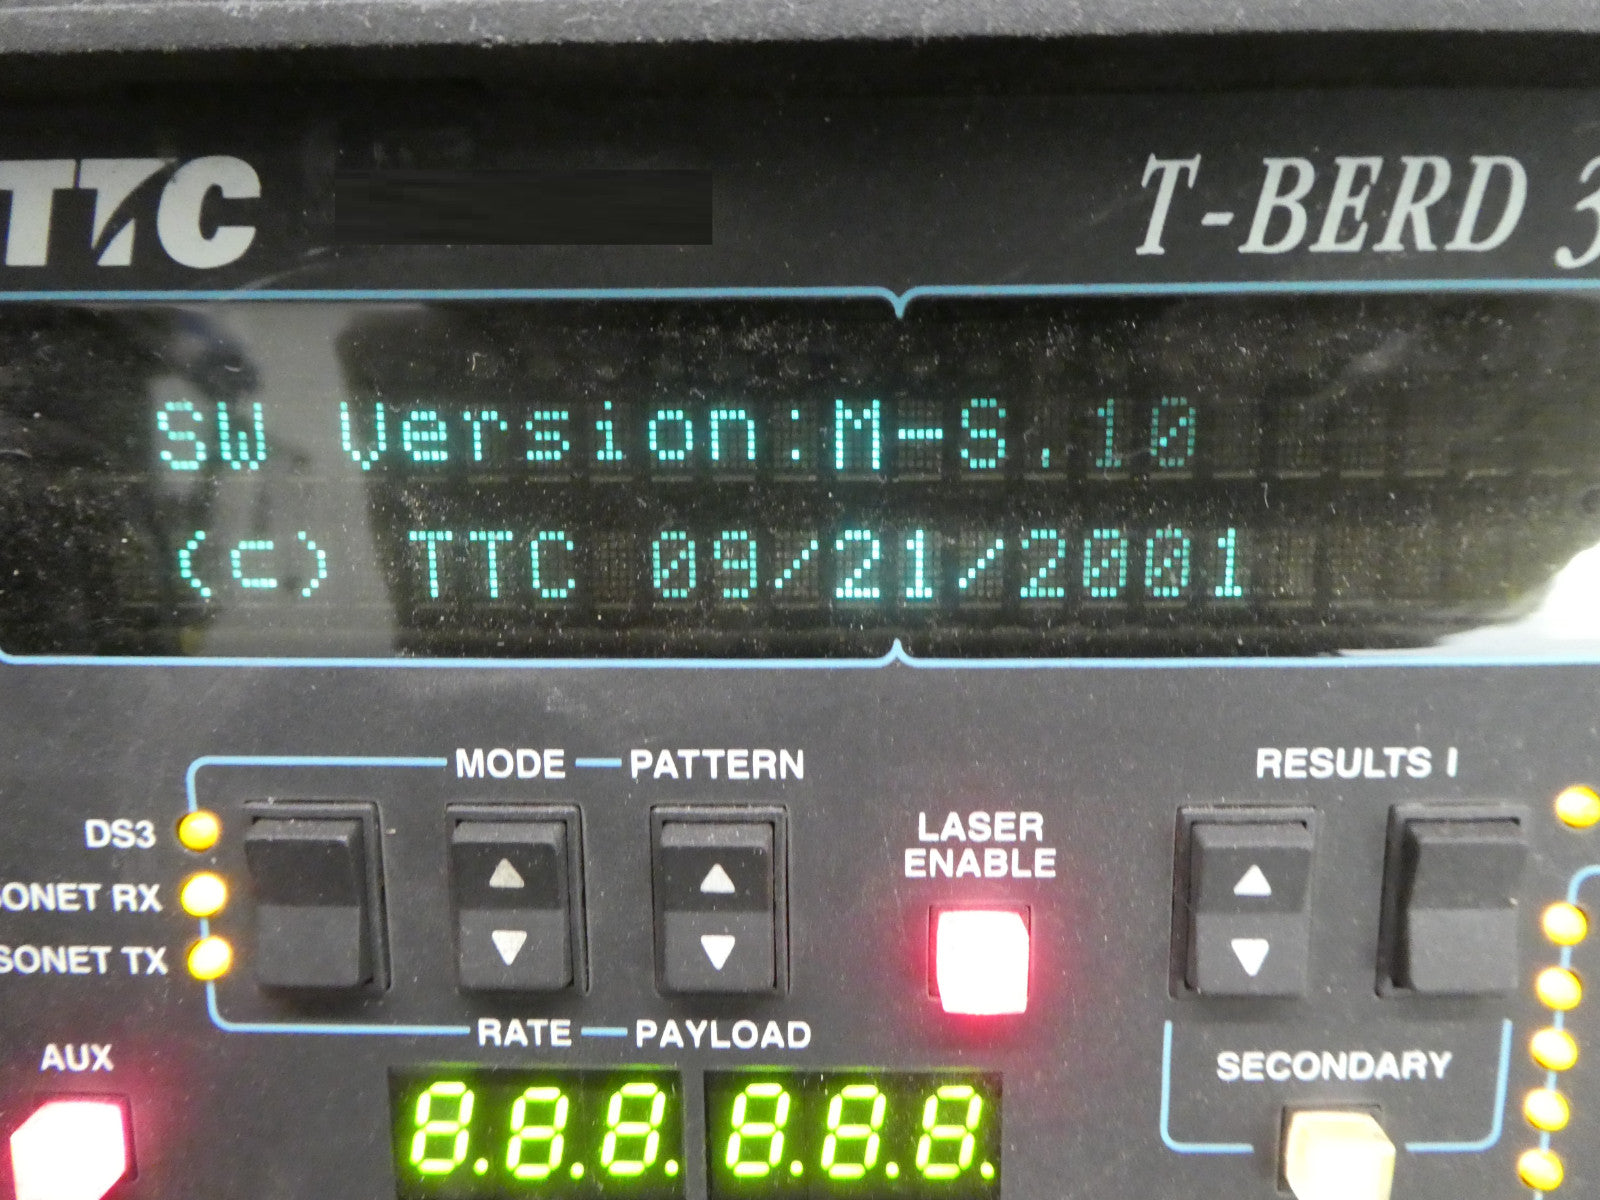 TTC
T-BERD 3
SW Version:M-S.10
(c) TTC 09/21/2001
MODE PATTERN
RESULTS I
DS3
LASER
ENABLE
SONET RX
SONET TX
RATE PAYLOAD
AUX
SECONDARY
8.8.8. 8.8.8.